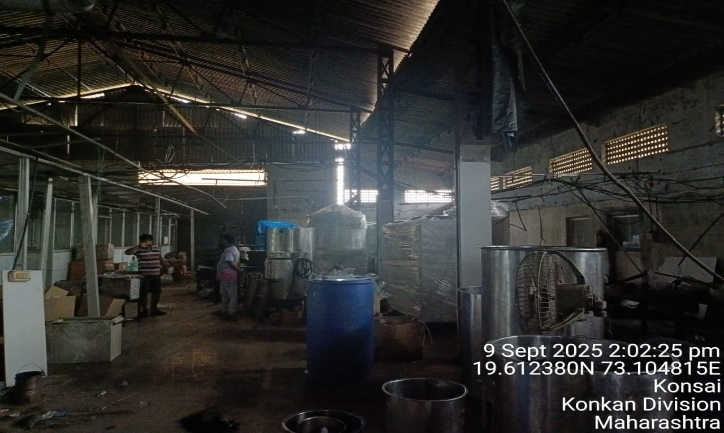 9 Sept 2025 2:02:25 pm
19.612380N 73.104815E
Konsai
Konkan Division
Maharashtra